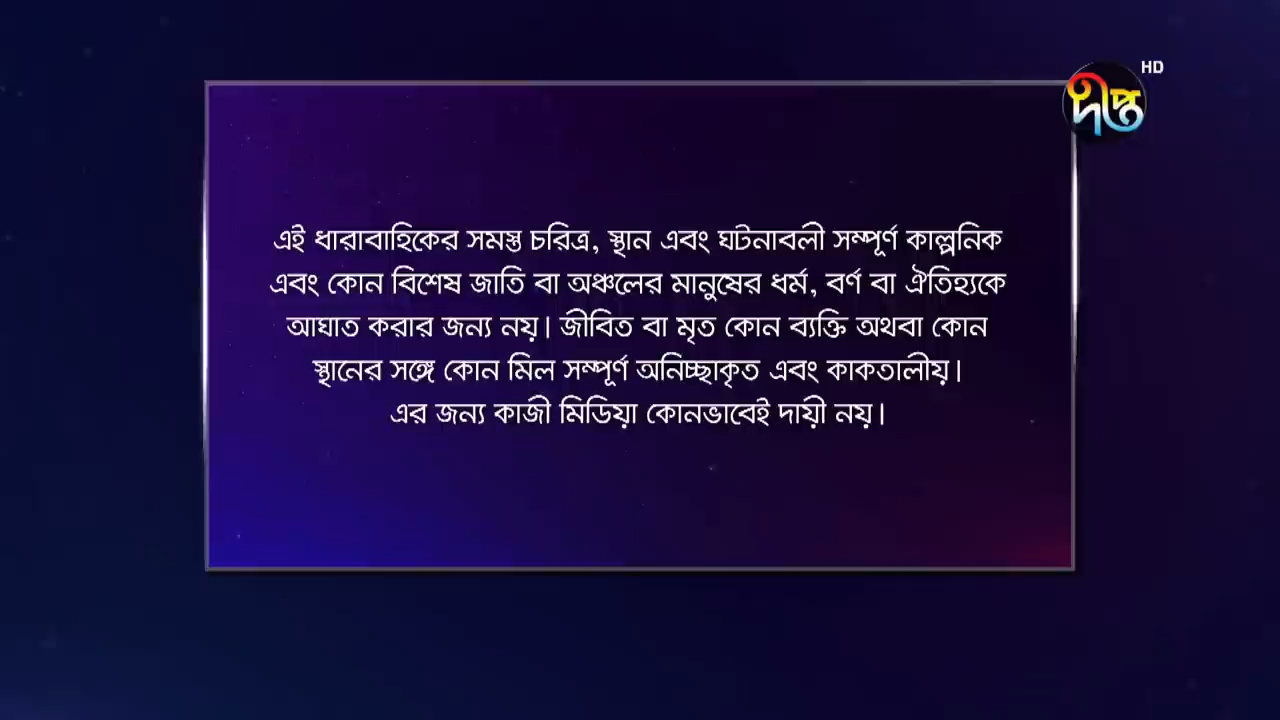 HD
দীপ্ত
এই ধারাবাহিকের সমস্ত চরিত্র, স্থান এবং ঘটনাবলী সম্পূর্ণ কাল্পনিক
এবং কোন বিশেষ জাতি বা অঞ্চলের মানুষের ধর্ম, বর্ণ বা ঐতিহ্যকে
আঘাত করার জন্য নয়। জীবিত বা মৃত কোন ব্যক্তি অথবা কোন
স্থানের সঙ্গে কোন মিল সম্পূর্ণ অনিচ্ছাকৃত এবং কাকতালীয়।
এর জন্য কাজী মিডিয়া কোনভাবেই দায়ী নয়।